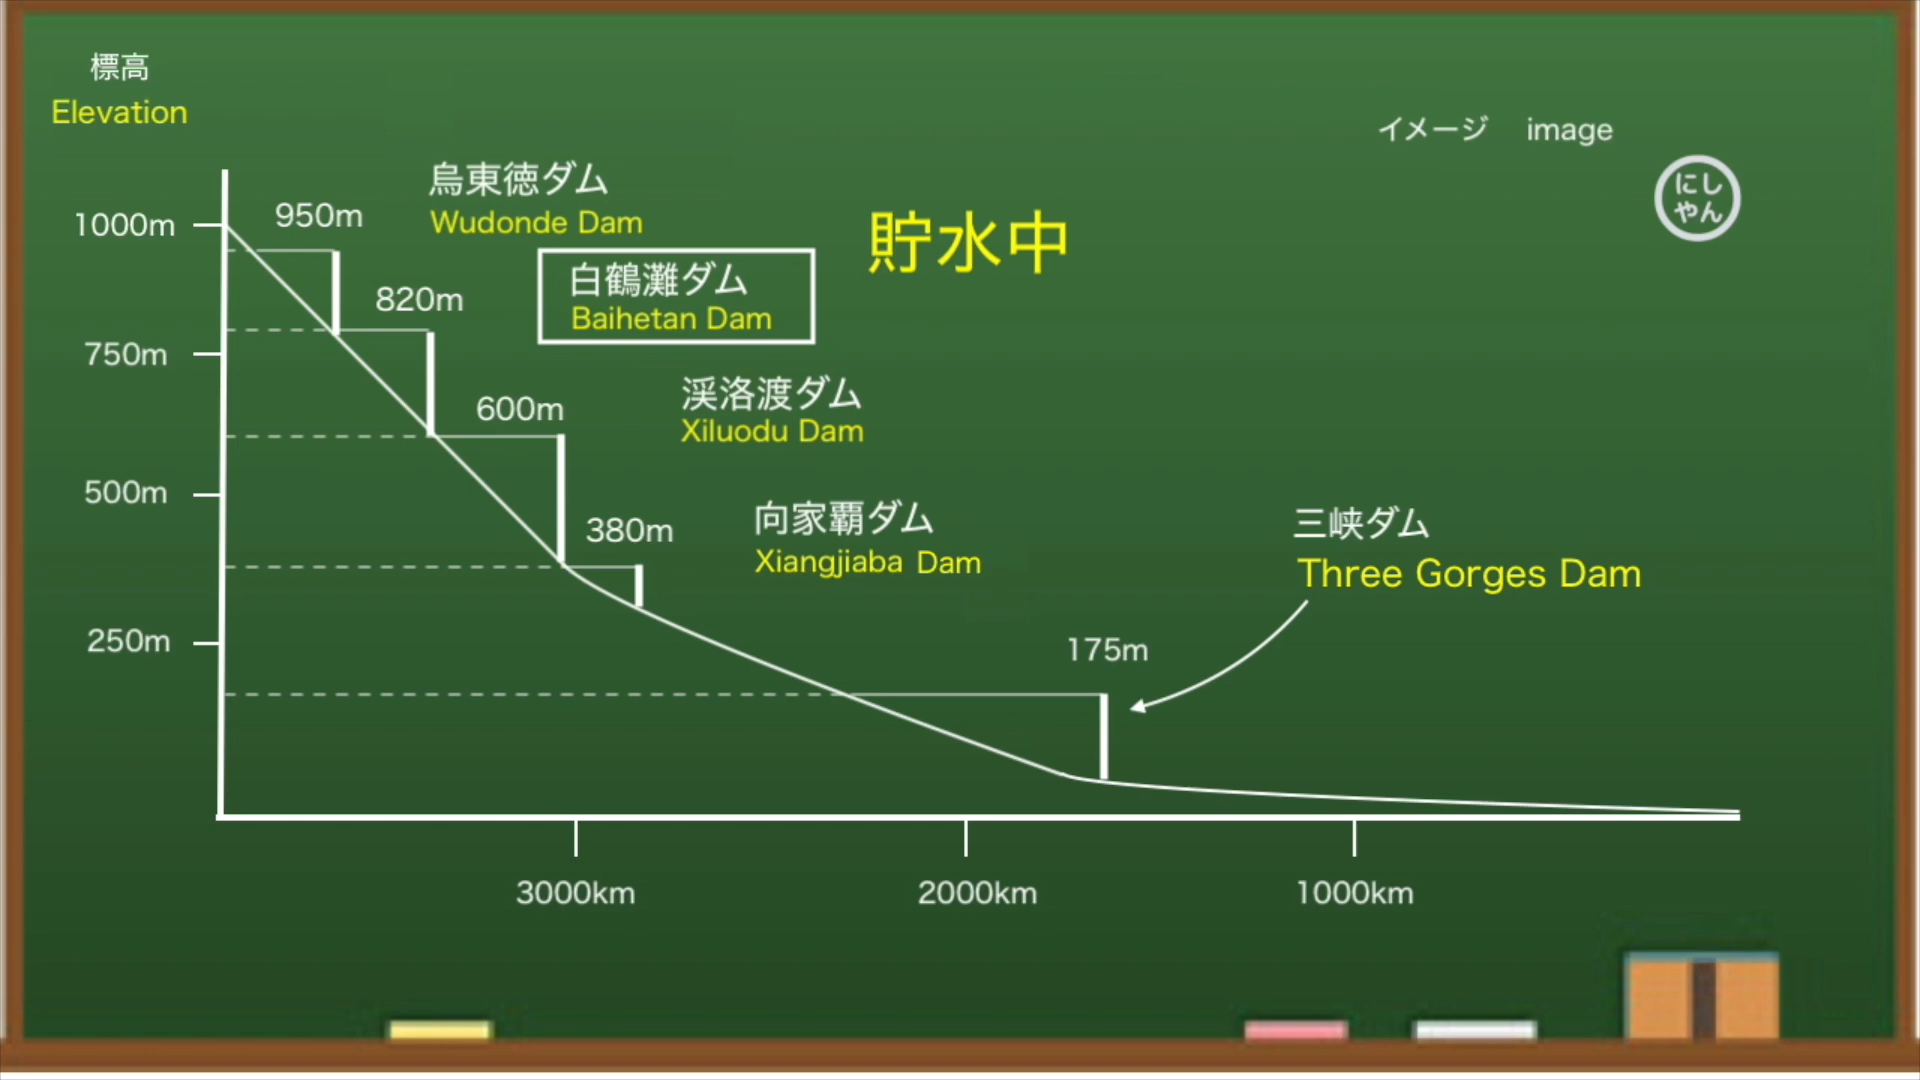 標高
Elevation
イメージ image
にし
やん
烏東徳ダム
Wudonde Dam
貯水中
白鶴灘ダム
Baihetan Dam
渓洛渡ダム
Xiluodu Dam
向家覇ダム
Xiangjiaba Dam
三峡ダム
Three Gorges Dam
950m
820m
600m
380m
175m
1000m
750m
500m
250m
3000km
2000km
1000km